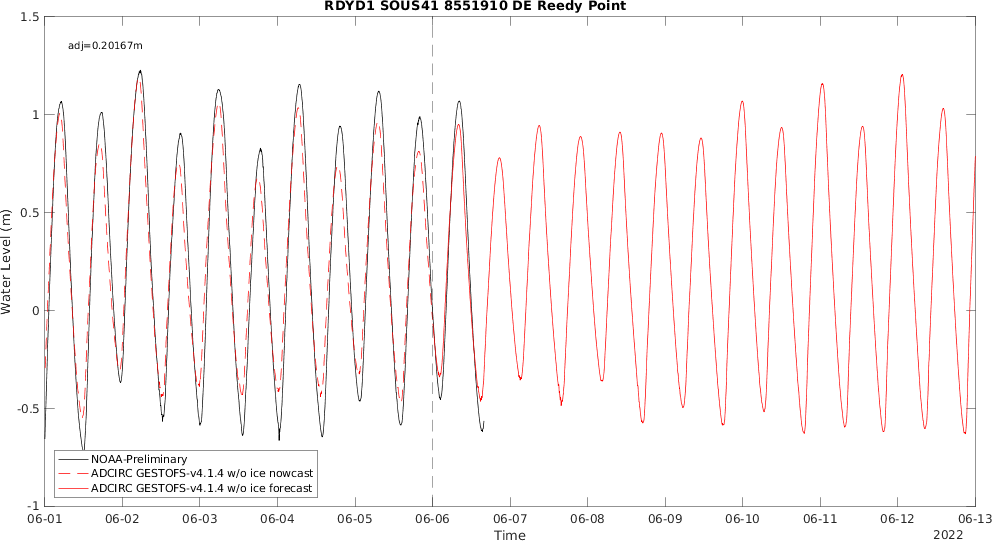 RDYD1 SOUS41 8551910 DE Reedy Point
adj=0.20167m
1.5
1
0.5
0
-0.5
-1
Water Level (m)
NOAA-Preliminary
ADCIRC GESTOFS-v4.1.4 w/o ice nowcast
ADCIRC GESTOFS-v4.1.4 w/o ice forecast
06-01 06-02 06-03 06-04 06-05 06-06 06-07 06-08 06-09 06-10 06-11 06-12 06-13
Time
2022